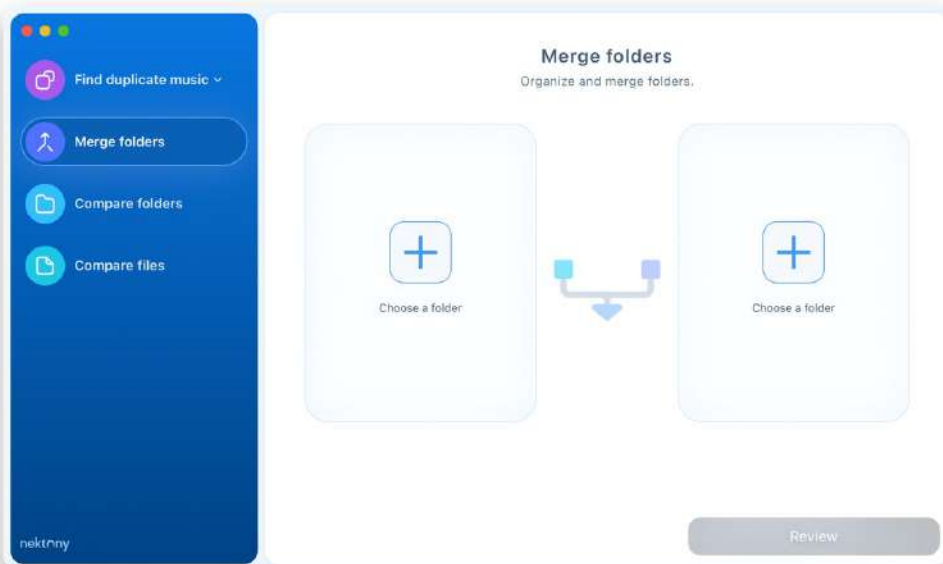 Find duplicate music
Merge folders
Compare folders
Compare files
nektony
Merge folders
Organize and merge folders.
Choose a folder
Choose a folder
Review